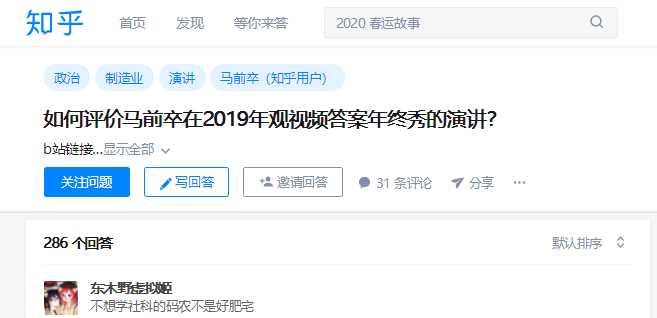 知乎 首页 发现 等你来答 2020 春运故事
政治 制造业 演讲 马前卒（知乎用户）
如何评价马前卒在2019年观视频答案年终秀的演讲？
b站链接...显示全部
关注问题 写回答 邀请回答 31 条评论 分享 ...
286 个回答 默认排序
东木野虚拟姬
不想学社科的码农不是好肥宅